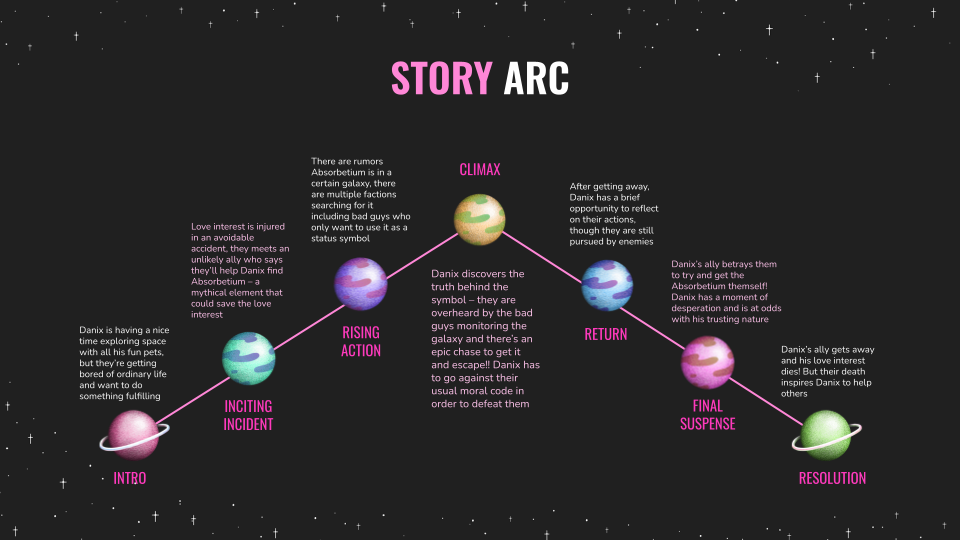 STORY ARC
Danix is having a nice
time exploring space
with all his fun pets,
but they're getting
bored of ordinary life
and want to do
something fulfilling
INTRO
Love interest is injured
in an avoidable
accident, they meets an
unlikely ally who says
they'll help Danix find
Absorbetium – a
mythical element that
could save the love
interest
INCITING
INCIDENT
There are rumors
Absorbetium is in a
certain galaxy, there
are multiple factions
searching for it
including bad guys who
only want to use it as a
status symbol
RISING
ACTION
CLIMAX
Danix discovers the
truth behind the
symbol – they are
overheard by the bad
guys monitoring the
galaxy and there's an
epic chase to get it
and escape!! Danix has
to go against their
usual moral code in
order to defeat them
After getting away,
Danix has a brief
opportunity to reflect
on their actions,
though they are still
pursued by enemies
RETURN
Danix's ally betrays them
to try and get the
Absorbetium themself!
Danix has a moment of
desperation and is at odds
with his trusting nature
FINAL
SUSPENSE
Danix's ally gets away
and his love interest
dies! But their death
inspires Danix to help
others
RESOLUTION